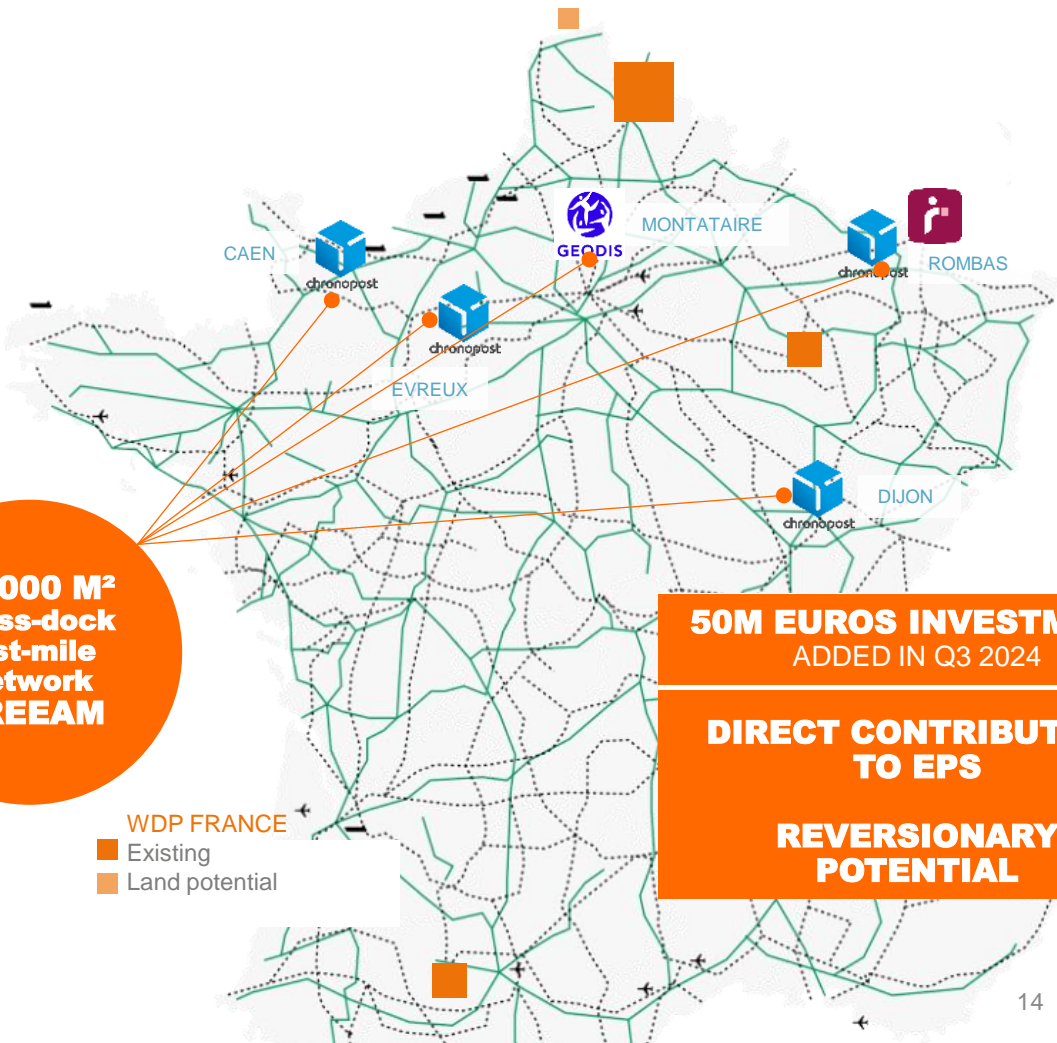 CAEN
chronopost
EVREUX
chronopost
GEODIS
MONTATAIRE
chronopost
ROMBAS
DIJON
chronopost
000 M²
ss-dock
st-mile
etwork
REEAM
50M EUROS INVESTM
ADDED IN Q3 2024
DIRECT CONTRIBUT
TO EPS
REVERSIONARY
POTENTIAL
WDP FRANCE
Existing
Land potential
14